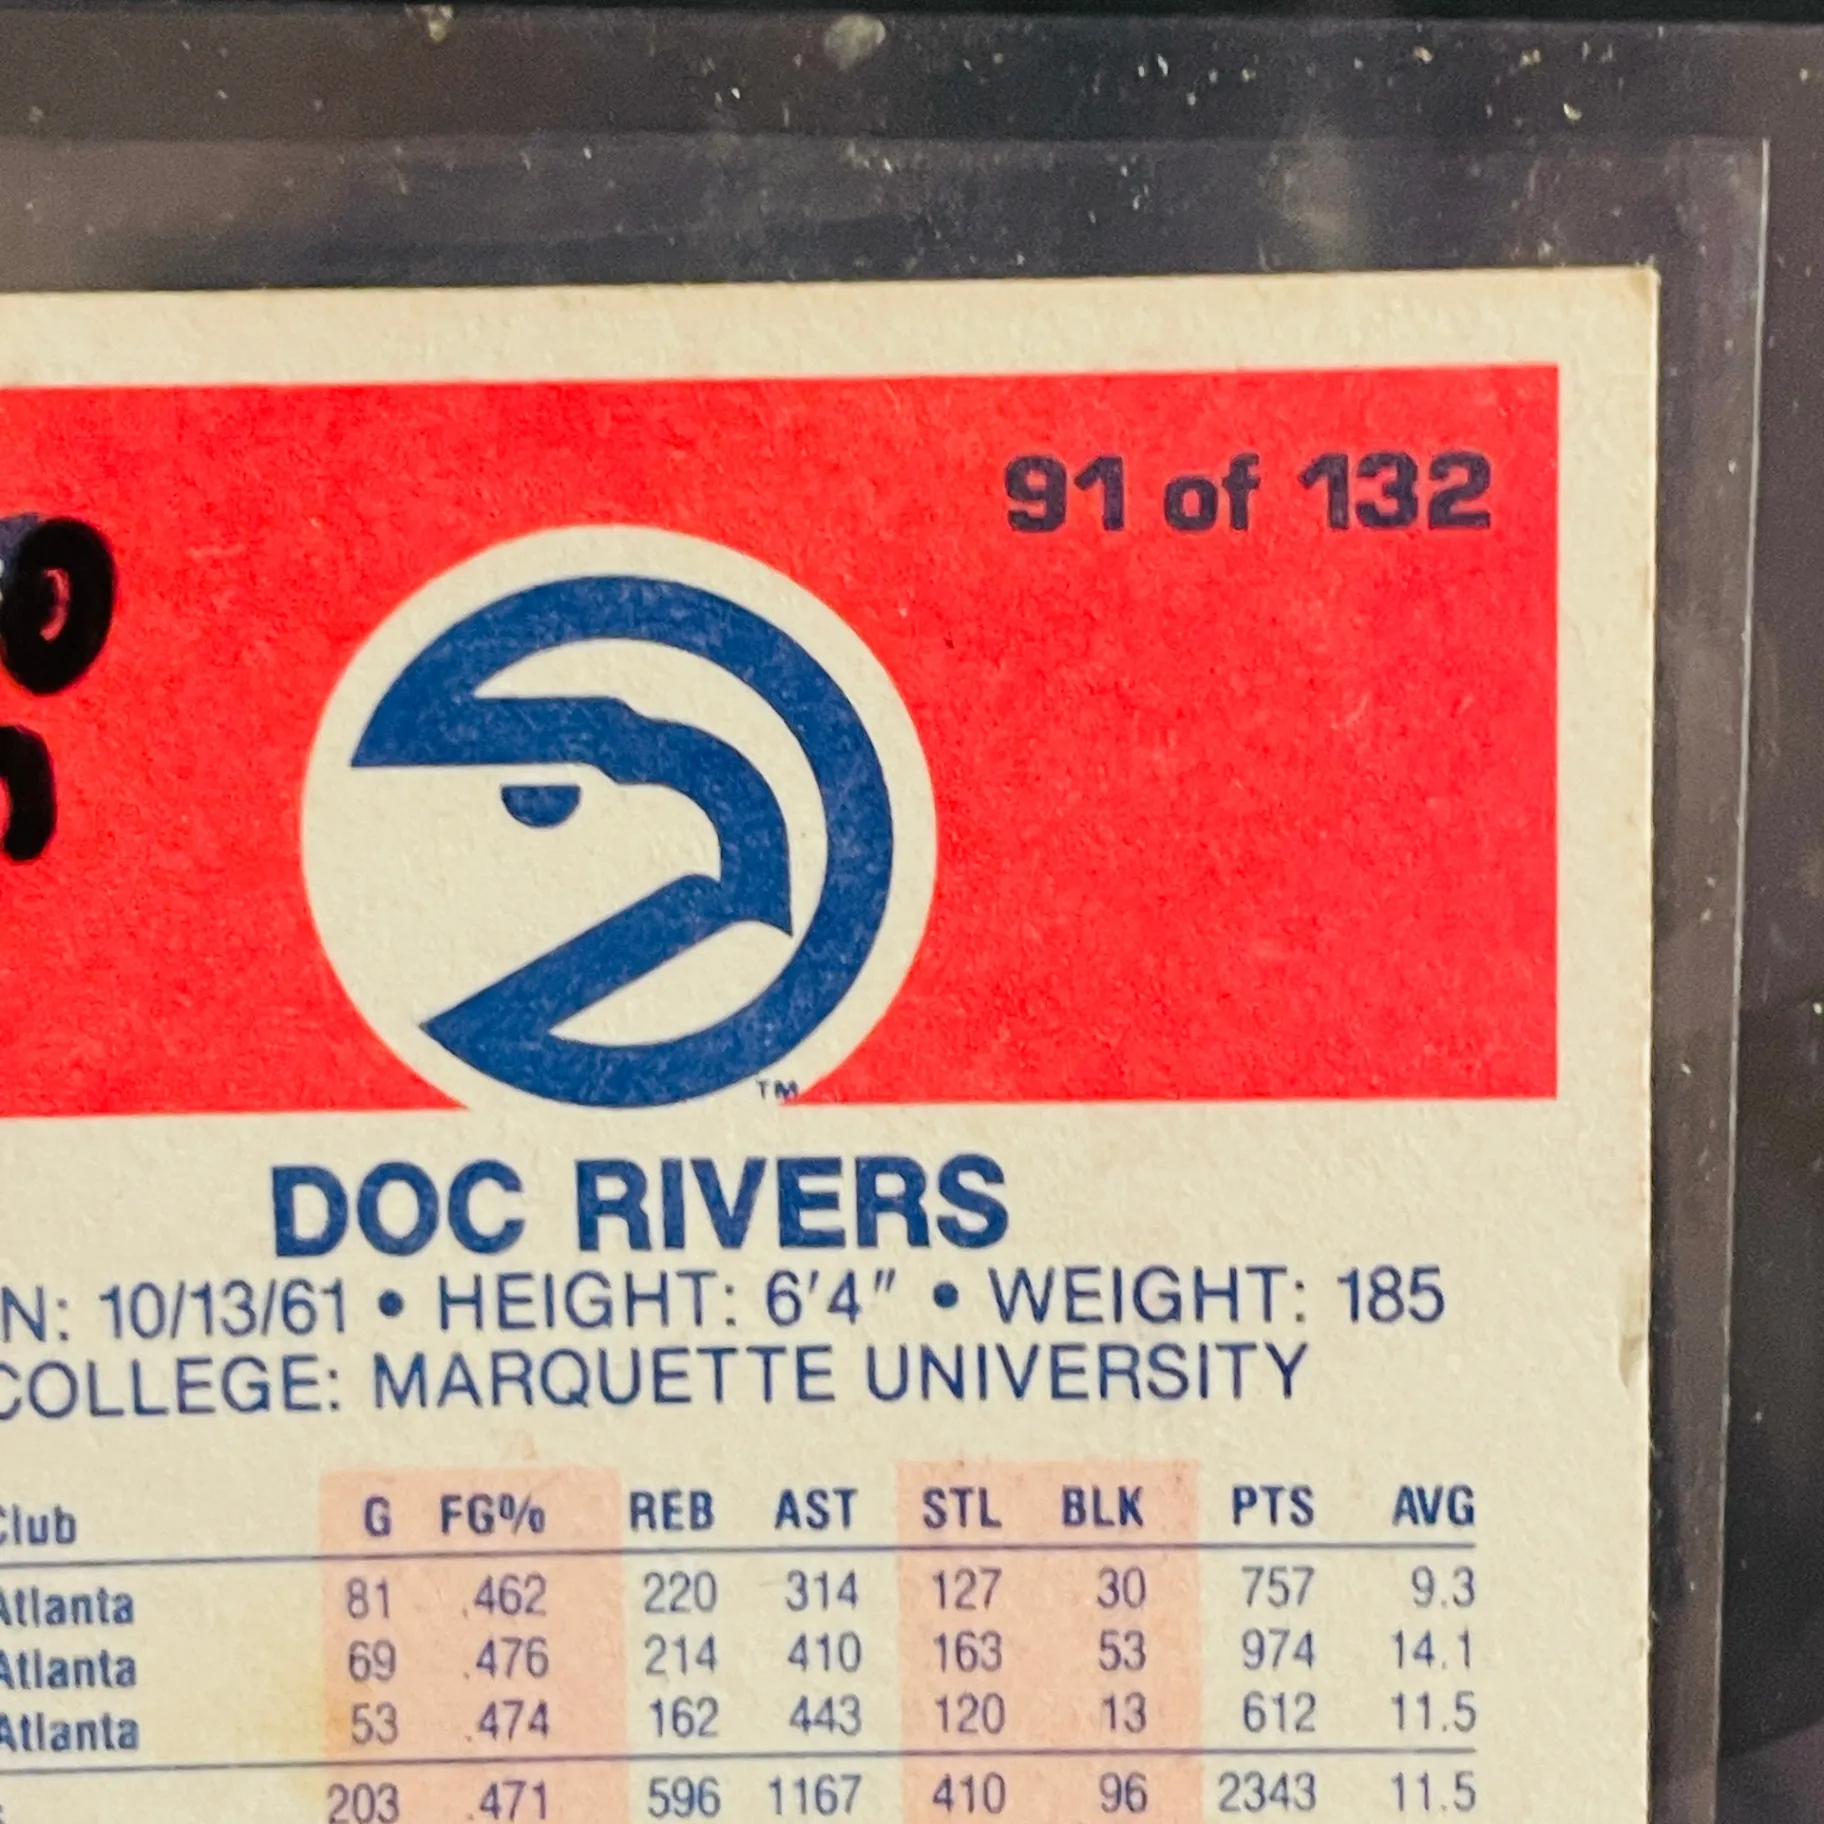 91 of 132
TM
DOC RIVERS
N: 10/13/61 • HEIGHT: 6'4" • WEIGHT: 185
COLLEGE: MARQUETTE UNIVERSITY
Club G FG% REB AST STL BLK PTS AVG
Atlanta 81 .462 220 314 127 30 757 9.3
Atlanta 69 .476 214 410 163 53 974 14.1
Atlanta 53 .474 162 443 120 13 612 11.5
203 .471 596 1167 410 96 2343 11.5